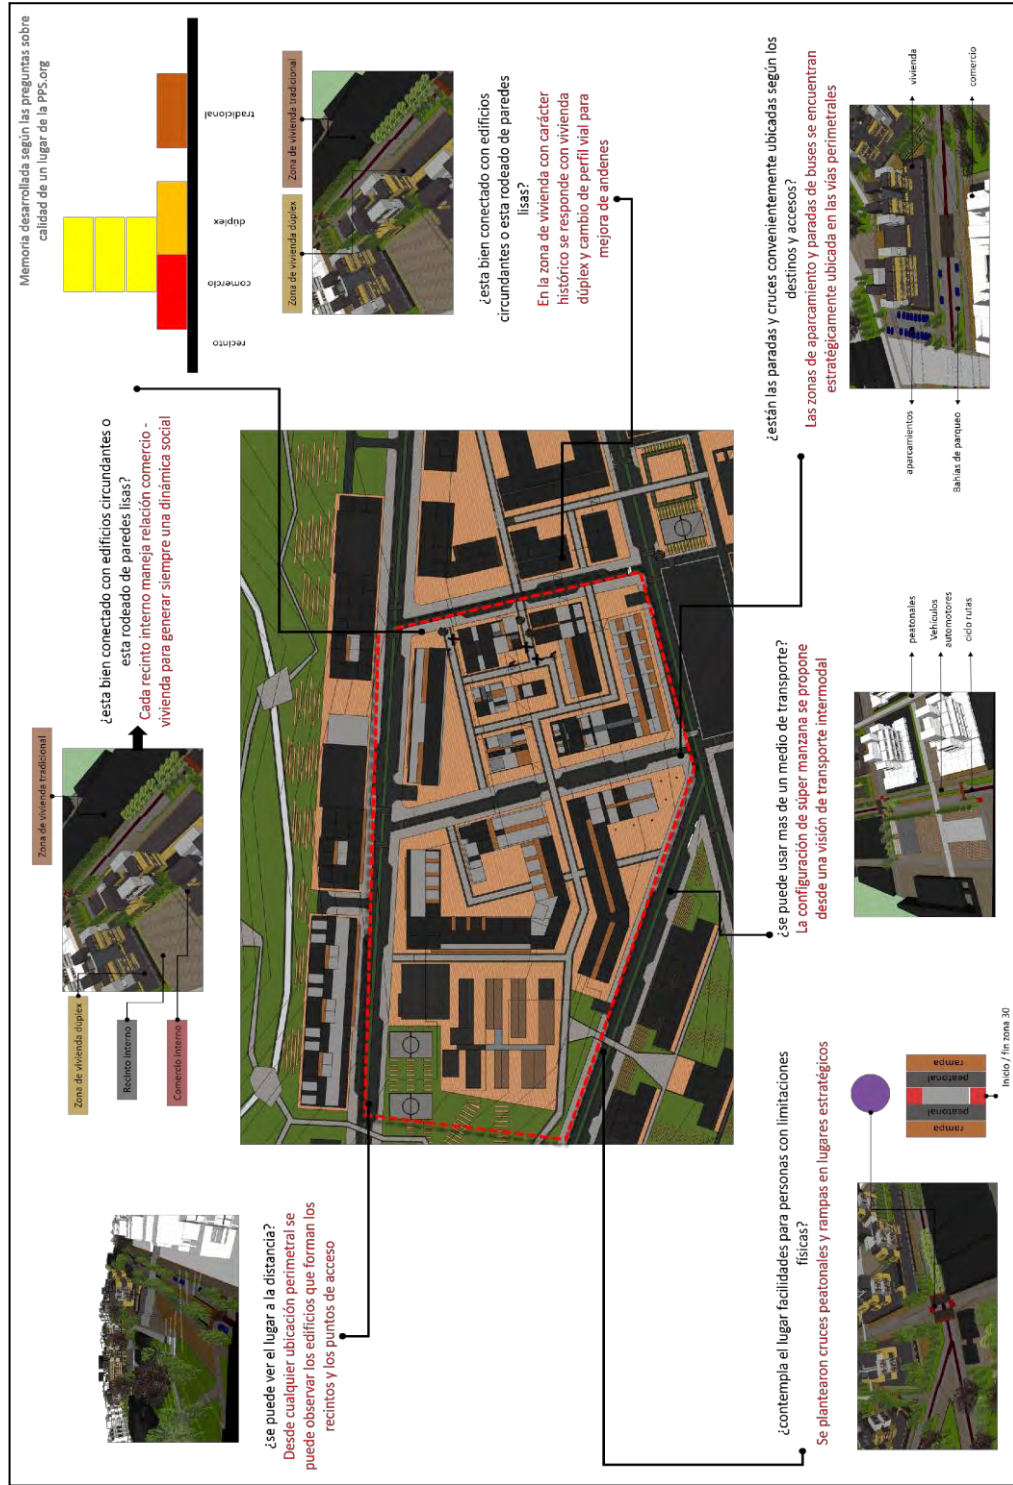 Memoria desarrollada según las preguntas sobre
calidad de un lugar de la PPS.org
recinto
comercio
dúplex
tradicional
Zona de vivienda tradicional
Zona de vivienda dúplex
Recinto Interno
Comercio Interno
¿esta bien conectado con edificios circundantes o
esta rodeado de paredes lisas?
Cada recinto interno maneja relación comercio -
vivienda para generar siempre una dinámica social
Zona de vivienda dúplex
Zona de vivienda tradicional
¿esta bien conectado con edificios
circundantes o esta rodeado de paredes
lisas?
En la zona de vivienda con carácter
histórico se responde con vivienda
dúplex y cambio de perfil vial para
mejora de andenes
¿se puede ver el lugar a la distancia?
Desde cualquier ubicación perimetral se
puede observar los edificios que forman los
recintos y los puntos de acceso
¿contempla el lugar facilidades para personas con limitaciones
físicas?
Se plantearon cruces peatonales y rampas en lugares estratégicos
rampa
peatonal
peatonal
rampa
Inicio / fin zona 30
¿se puede usar mas de un medio de transporte?
La configuración de súper manzana se propone
desde una visión de transporte intermodal
peatonales
Vehículos
automotores
ciclo rutas
¿están las paradas y cruces convenientemente ubicadas según los
destinos y accesos?
Las zonas de aparcamiento y paradas de buses se encuentran
estratégicamente ubicada en las vías perimetrales
aparcamientos
Bahías de parqueo
vivienda
comercio